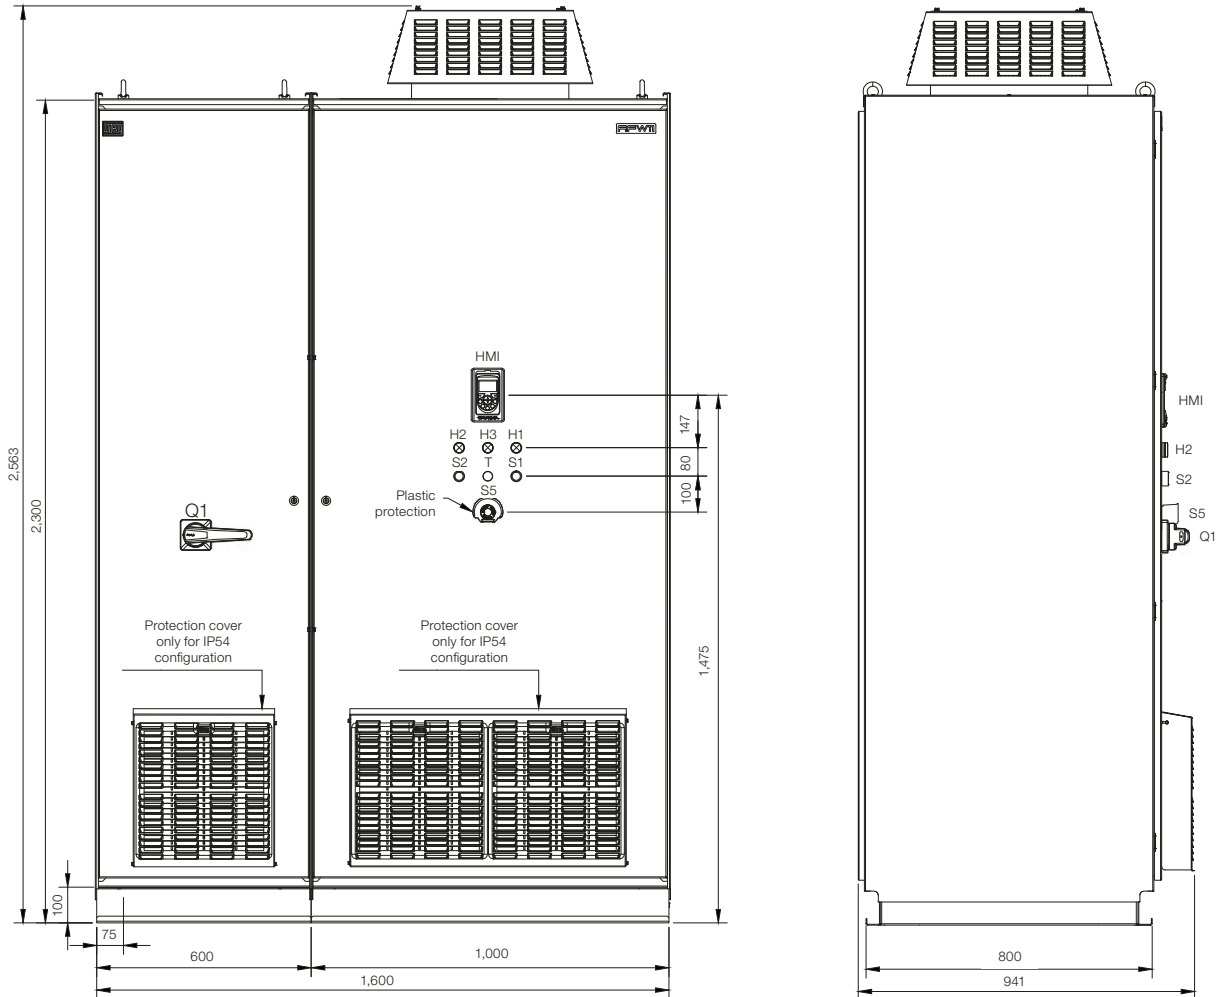 AFW11
HMI
H2 H3 H1
S2 T S1
S5
Plastic
protection
Q1
Protection cover
only for IP54
configuration
Protection cover
only for IP54
configuration
2,563
2,300
147
80
100
1,475
100
75
600
1,000
1,600
HMI
H2
S2
S5
Q1
800
941